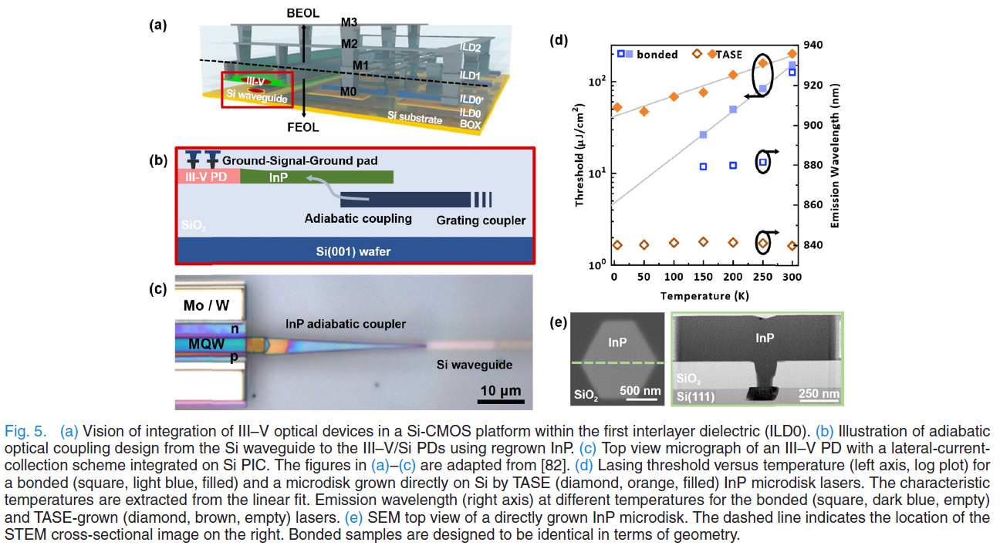 (a)
BEOL
M3
M2
ILD2
M1
ILD1
III-V
Si waveguide
M0
ILD0'
ILD0
Si substrate
BOX
FEOL
(b)
Ground-Signal-Ground pad
III-V PD
InP
Adiabatic coupling
Grating coupler
SiO2
Si(001) wafer
(c)
Mo / W
n
MQW
p
InP adiabatic coupler
Si waveguide
10 μm
(d)
bonded
TASE
Threshold (μJ/cm²)
10²
10¹
10⁰
0
50
100
150
200
250
300
Temperature (K)
940
920
900
880
860
840
Emission Wavelength (nm)
(e)
InP
SiO2
500 nm
InP
SiO2
Si(111)
250 nm
Fig. 5. (a) Vision of integration of III–V optical devices in a Si-CMOS platform within the first interlayer dielectric (ILD0). (b) Illustration of adiabatic
optical coupling design from the Si waveguide to the III–V/Si PDs using regrown InP. (c) Top view micrograph of an III–V PD with a lateral-current-
collection scheme integrated on Si PIC. The figures in (a)–(c) are adapted from [82]. (d) Lasing threshold versus temperature (left axis, log plot) for
a bonded (square, light blue, filled) and a microdisk grown directly on Si by TASE (diamond, orange, filled) InP microdisk lasers. The characteristic
temperatures are extracted from the linear fit. Emission wavelength (right axis) at different temperatures for the bonded (square, dark blue, empty)
and TASE-grown (diamond, brown, empty) lasers. (e) SEM top view of a directly grown InP microdisk. The dashed line indicates the location of the
STEM cross-sectional image on the right. Bonded samples are designed to be identical in terms of geometry.